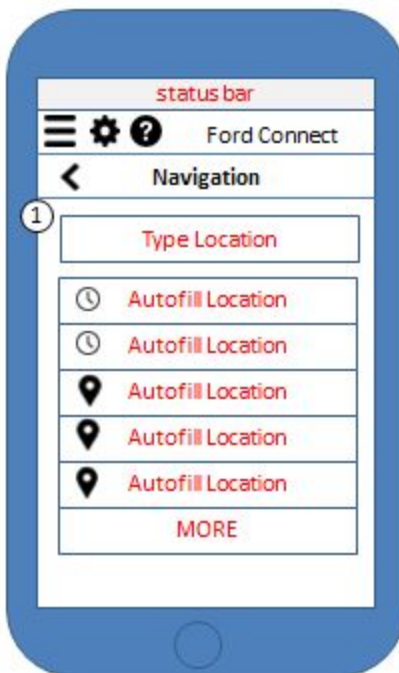 status bar
Ford Connect
Navigation
1
Type Location
Autofill Location
Autofill Location
Autofill Location
Autofill Location
Autofill Location
MORE